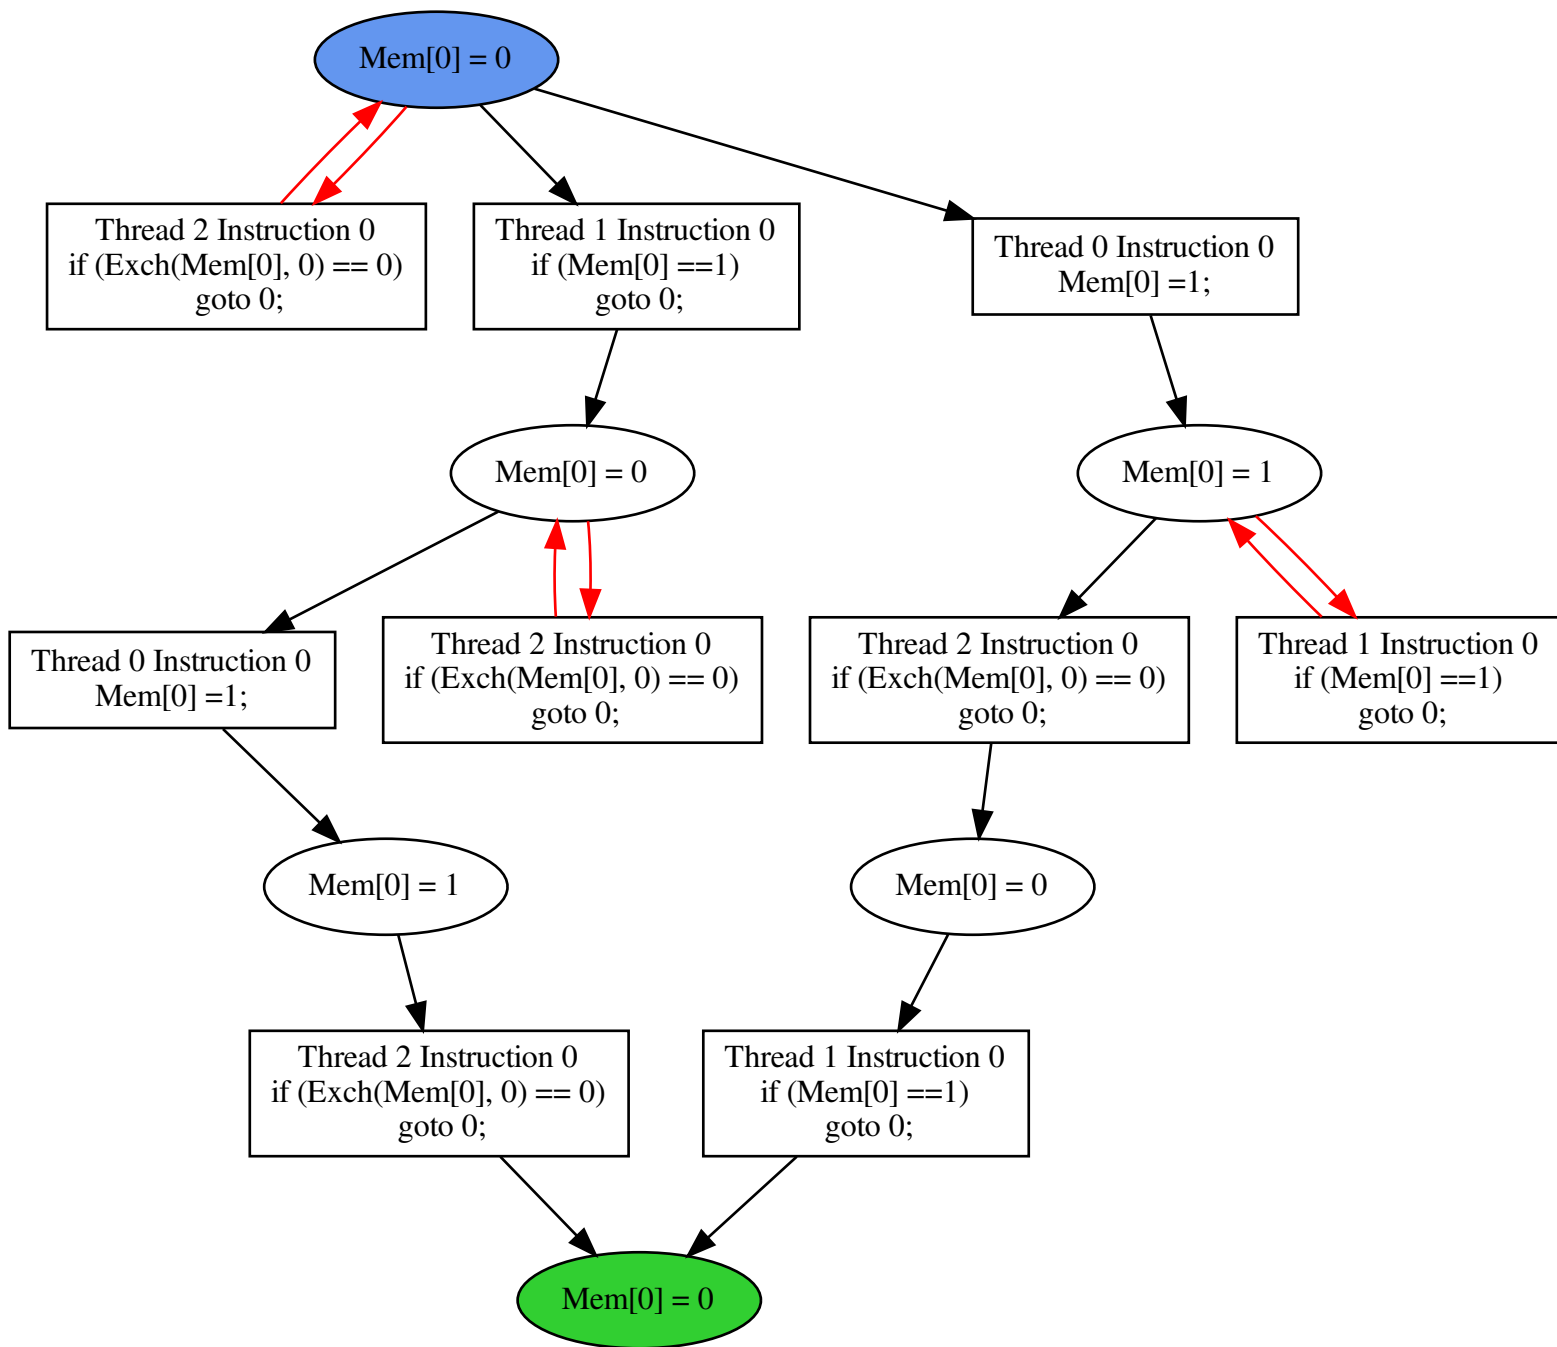 Mem[0] = 0
Thread 2 Instruction 0
if (Exch(Mem[0], 0) == 0)
goto 0;
Thread 1 Instruction 0
if (Mem[0] ==1)
goto 0;
Thread 0 Instruction 0
Mem[0] =1;
Mem[0] = 0
Mem[0] = 1
Thread 0 Instruction 0
Mem[0] =1;
Thread 2 Instruction 0
if (Exch(Mem[0], 0) == 0)
goto 0;
Thread 2 Instruction 0
if (Exch(Mem[0], 0) == 0)
goto 0;
Thread 1 Instruction 0
if (Mem[0] ==1)
goto 0;
Mem[0] = 1
Mem[0] = 0
Thread 2 Instruction 0
if (Exch(Mem[0], 0) == 0)
goto 0;
Thread 1 Instruction 0
if (Mem[0] ==1)
goto 0;
Mem[0] = 0